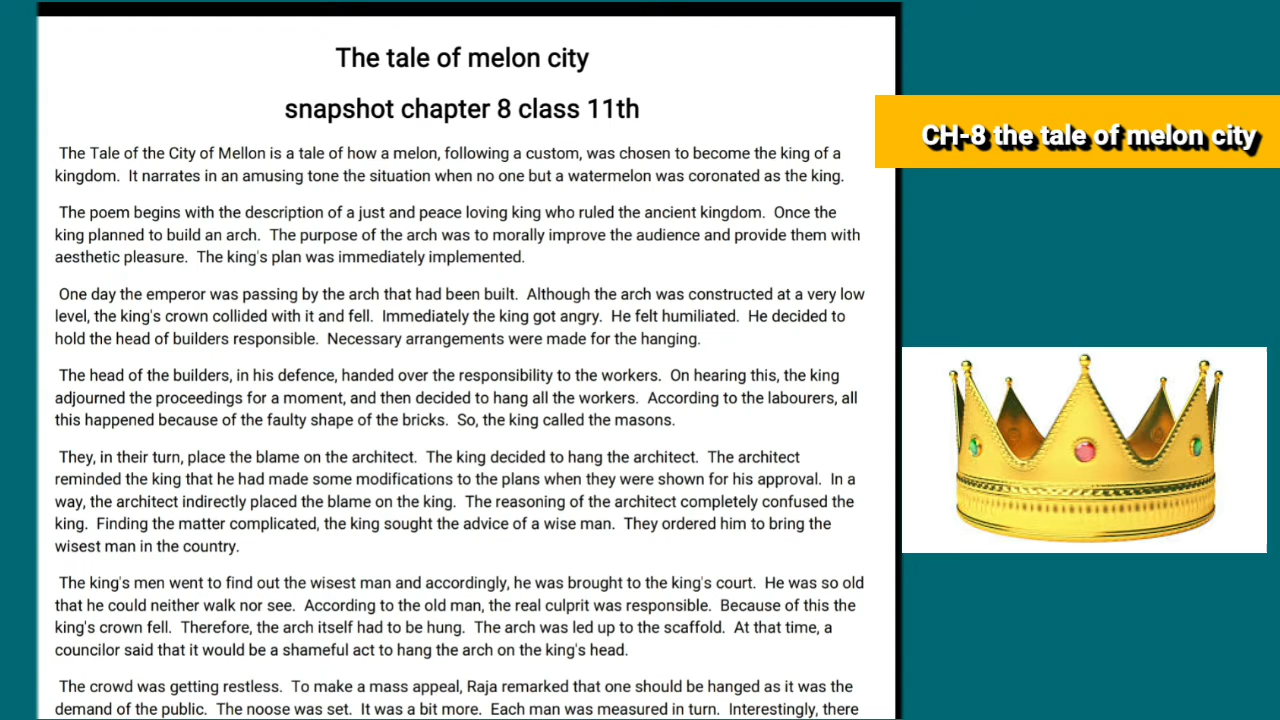 The tale of melon city
snapshot chapter 8 class 11th
CH-8 the tale of melon city
The Tale of the City of Mellon is a tale of how a melon, following a custom, was chosen to become the king of a
kingdom. It narrates in an amusing tone the situation when no one but a watermelon was coronated as the king.
The poem begins with the description of a just and peace loving king who ruled the ancient kingdom. Once the
king planned to build an arch. The purpose of the arch was to morally improve the audience and provide them with
aesthetic pleasure. The king's plan was immediately implemented.
One day the emperor was passing by the arch that had been built. Although the arch was constructed at a very low
level, the king's crown collided with it and fell. Immediately the king got angry. He felt humiliated. He decided to
hold the head of builders responsible. Necessary arrangements were made for the hanging.
The head of the builders, in his defence, handed over the responsibility to the workers. On hearing this, the king
adjourned the proceedings for a moment, and then decided to hang all the workers. According to the labourers, all
this happened because of the faulty shape of the bricks. So, the king called the masons.
They, in their turn, place the blame on the architect. The king decided to hang the architect. The architect
reminded the king that he had made some modifications to the plans when they were shown for his approval. In a
way, the architect indirectly placed the blame on the king. The reasoning of the architect completely confused the
king. Finding the matter complicated, the king sought the advice of a wise man. They ordered him to bring the
wisest man in the country.
The king's men went to find out the wisest man and accordingly, he was brought to the king's court. He was so old
that he could neither walk nor see. According to the old man, the real culprit was responsible. Because of this the
king's crown fell. Therefore, the arch itself had to be hung. The arch was led up to the scaffold. At that time, a
councilor said that it would be a shameful act to hang the arch on the king's head.
The crowd was getting restless. To make a mass appeal, Raja remarked that one should be hanged as it was the
demand of the public. The noose was set. It was a bit more. Each man was measured in turn. Interestingly, there